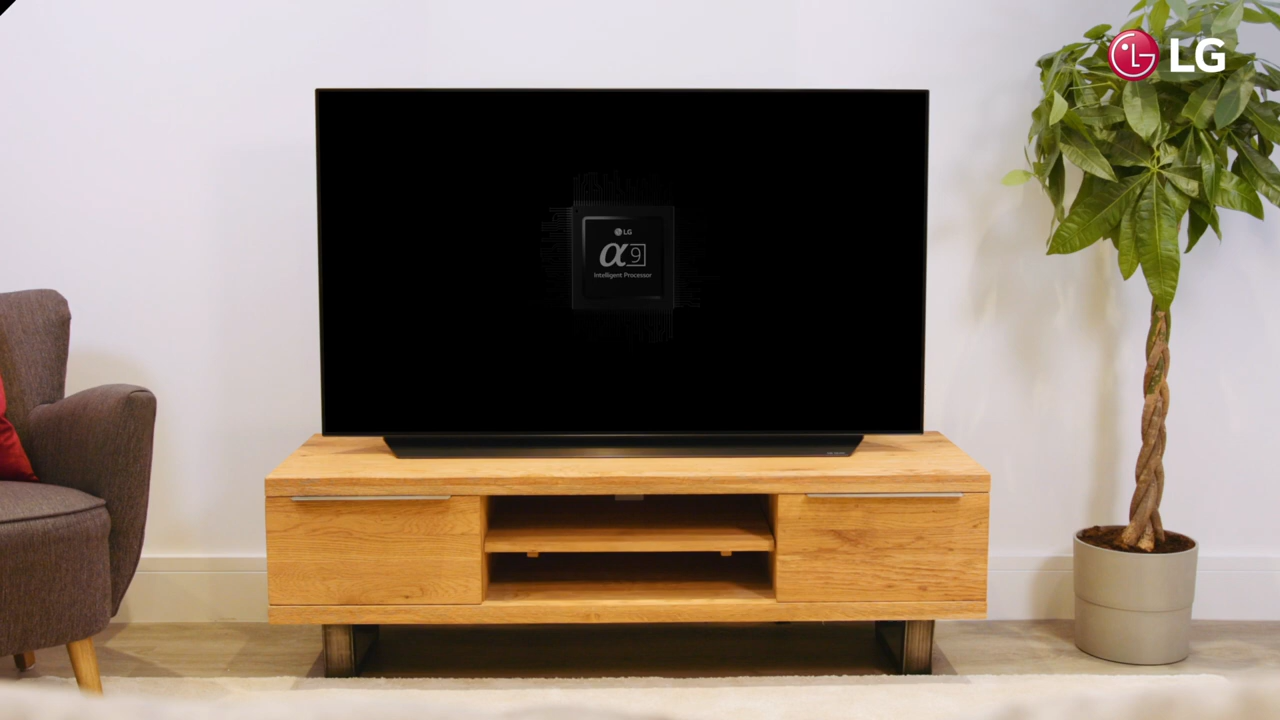 LG
LG
α9
Intelligent Processor